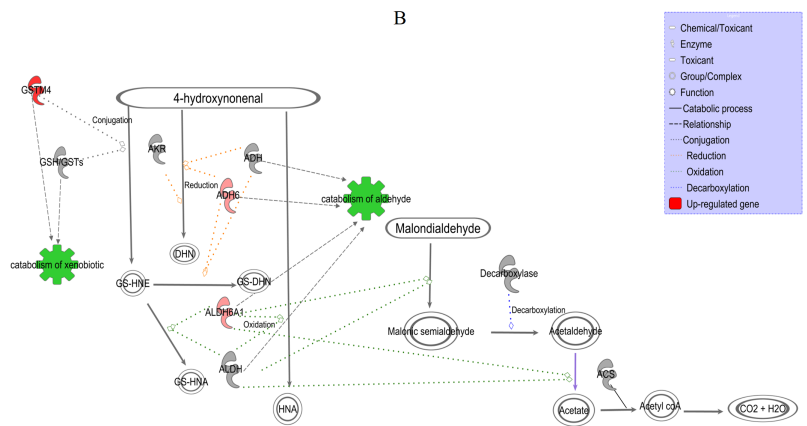 B
Chemical/Toxicant
Enzyme
Toxicant
Group/Complex
Function
Catabolic process
Relationship
Conjugation
Reduction
Oxidation
Decarboxylation
Up-regulated gene
GSTM4
4-hydroxynonenal
Conjugation
GSH/GSTs
AKR
ADH
Reduction
ADH6
catabolism of aldehyde
Malondialdehyde
DHN
catabolism of xenobiotic
GS-HNE
GS-DHN
Decarboxylase
ALDH6A1
Oxidation
Decarboxylation
Malonic semialdehyde
Acetaldehyde
ALDH
GS-HNA
ACS
HNA
Acetate
Acetyl coA
CO2 + H2O